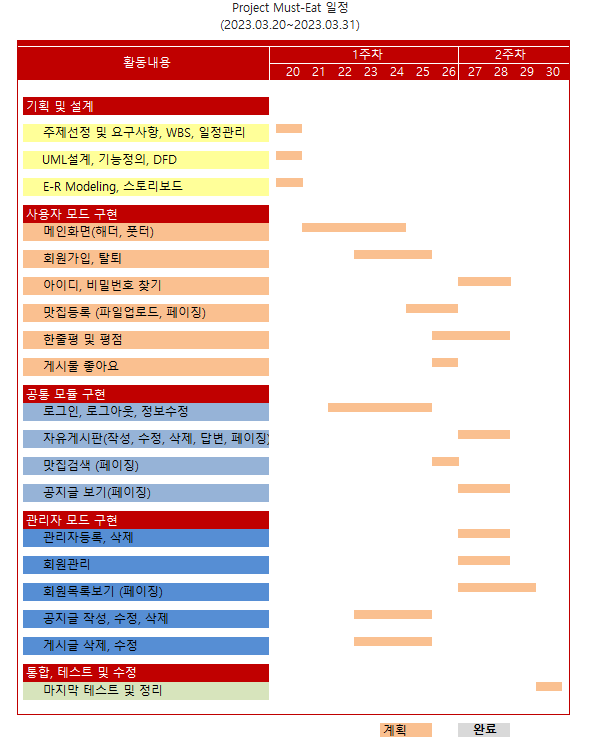 Project Must-Eat 일정
(2023.03.20~2023.03.31)
활동내용
1주차 2주차
20 21 22 23 24 25 26 27 28 29 30
기획 및 설계
주제선정 및 요구사항, WBS, 일정관리
UML설계, 기능정의, DFD
E-R Modeling, 스토리보드
사용자 모드 구현
메인화면(해더, 풋터)
회원가입, 탈퇴
아이디, 비밀번호 찾기
맛집등록 (파일업로드, 페이징)
한줄평 및 평점
게시물 좋아요
공통 모듈 구현
로그인, 로그아웃, 정보수정
자유게시판(작성, 수정, 삭제, 답변, 페이징)
맛집검색 (페이징)
공지글 보기(페이징)
관리자 모드 구현
관리자등록, 삭제
회원관리
회원목록보기 (페이징)
공지글 작성, 수정, 삭제
게시글 삭제, 수정
통합, 테스트 및 수정
마지막 테스트 및 정리
계획 완료